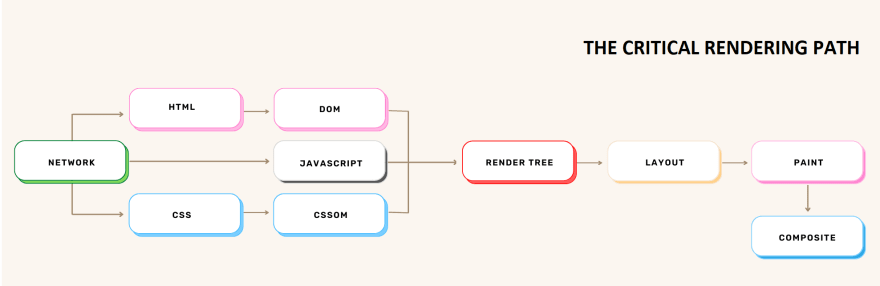 THE CRITICAL RENDERING PATH
HTML
DOM
NETWORK
JAVASCRIPT
RENDER TREE
LAYOUT
PAINT
CSS
CSSOM
COMPOSITE